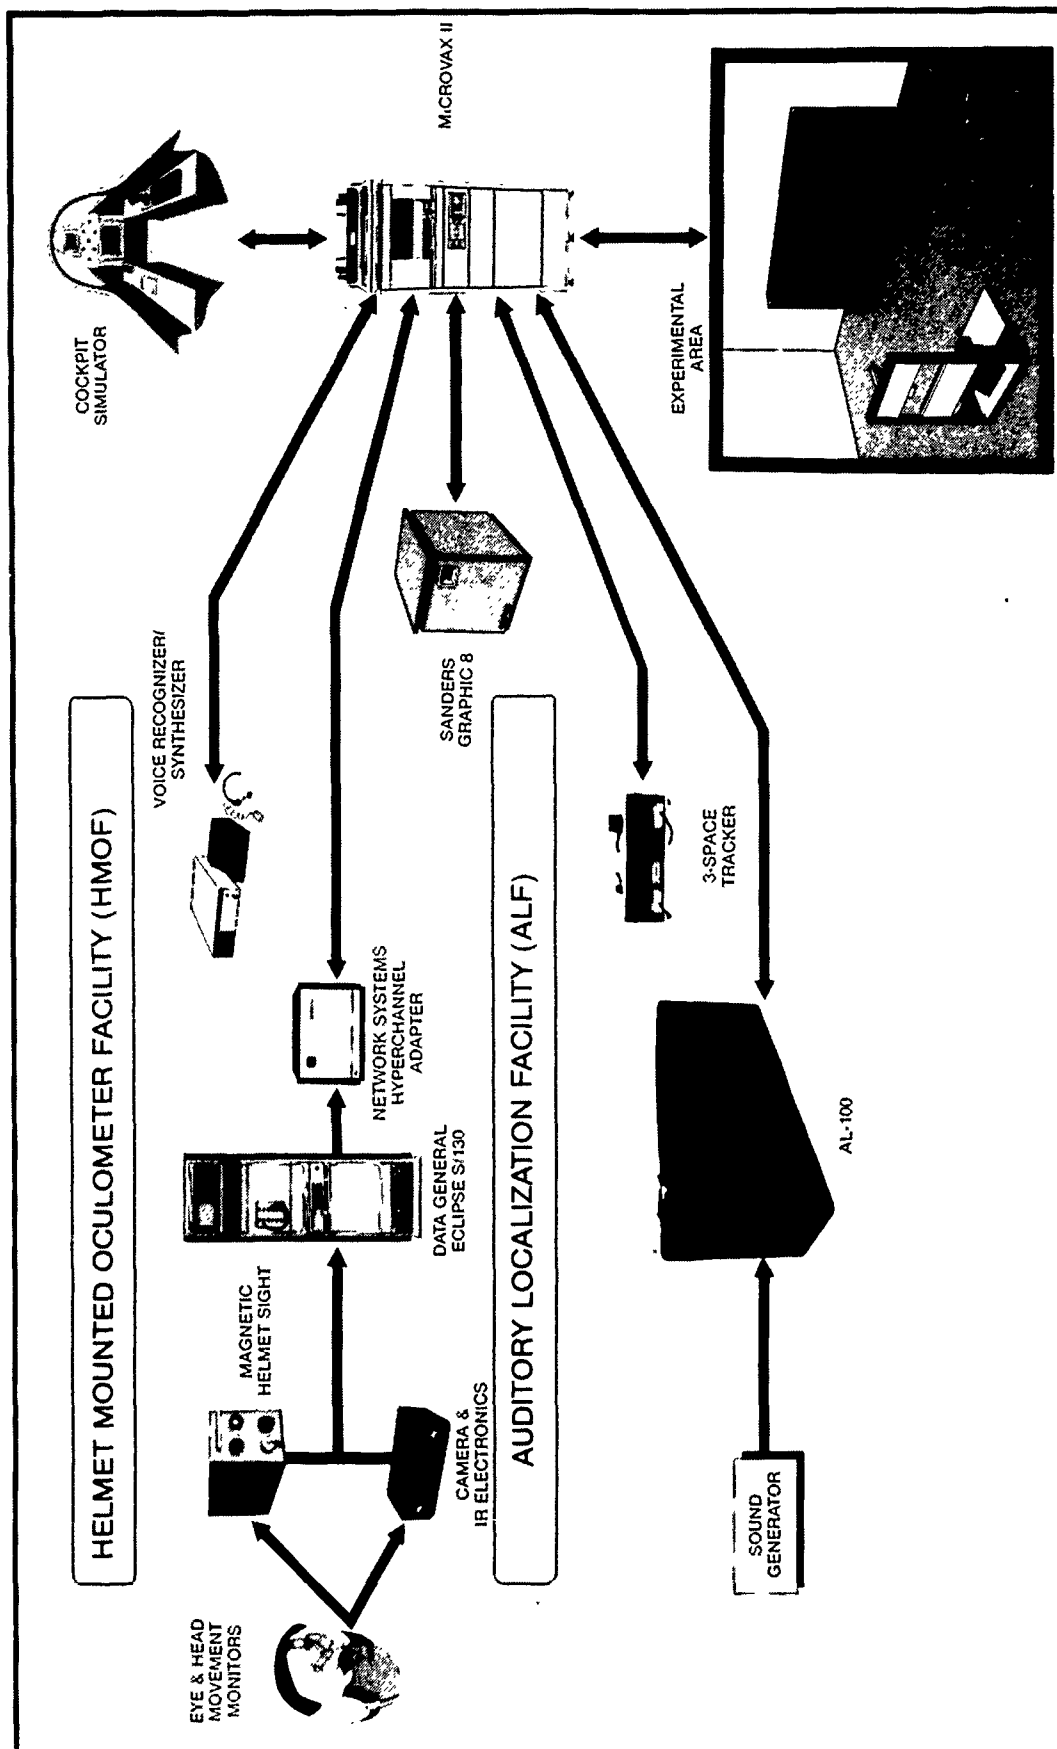 HELMET MOUNTED OCULOMETER FACILITY (HMOF)
EYE & HEAD
MOVEMENT
MONITORS
MAGNETIC
HELMET SIGHT
CAMERA &
IR ELECTRONICS
DATA GENERAL
ECLIPSE S/130
NETWORK SYSTEMS
HYPERCHANNEL
ADAPTER
VOICE RECOGNIZER/
SYNTHESIZER
COCKPIT
SIMULATOR
MICROVAX II
SANDERS
GRAPHIC 8
AUDITORY LOCALIZATION FACILITY (ALF)
3-SPACE
TRACKER
EXPERIMENTAL
AREA
SOUND
GENERATOR
AL-100